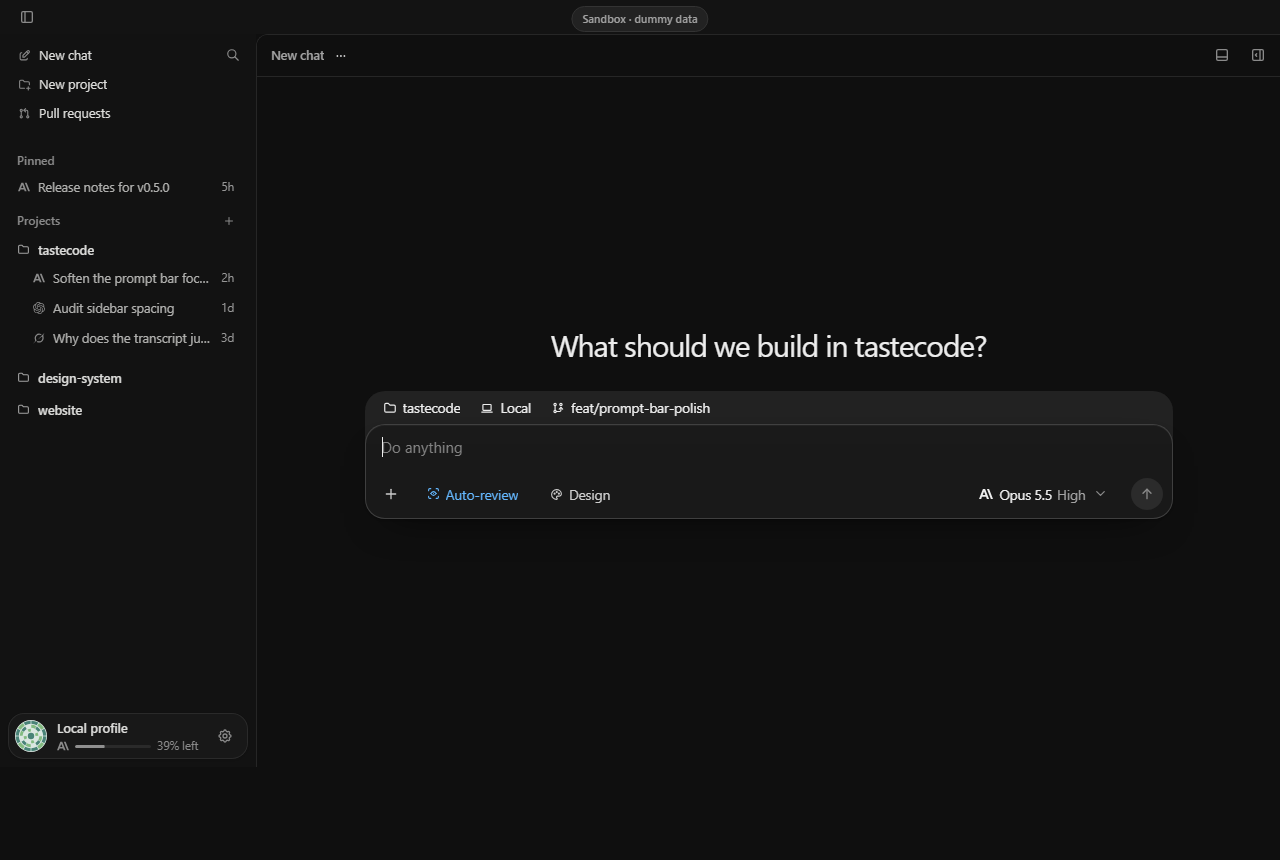 Sandbox · dummy data
New chat
New project
Pull requests
Pinned
Release notes for v0.5.0 5h
Projects
tastecode
Soften the prompt bar foc... 2h
Audit sidebar spacing 1d
Why does the transcript ju... 3d
design-system
website
Local profile
39% left
New chat ...
What should we build in tastecode?
tastecode Local feat/prompt-bar-polish
Do anything
Auto-review Design Opus 5.5 High